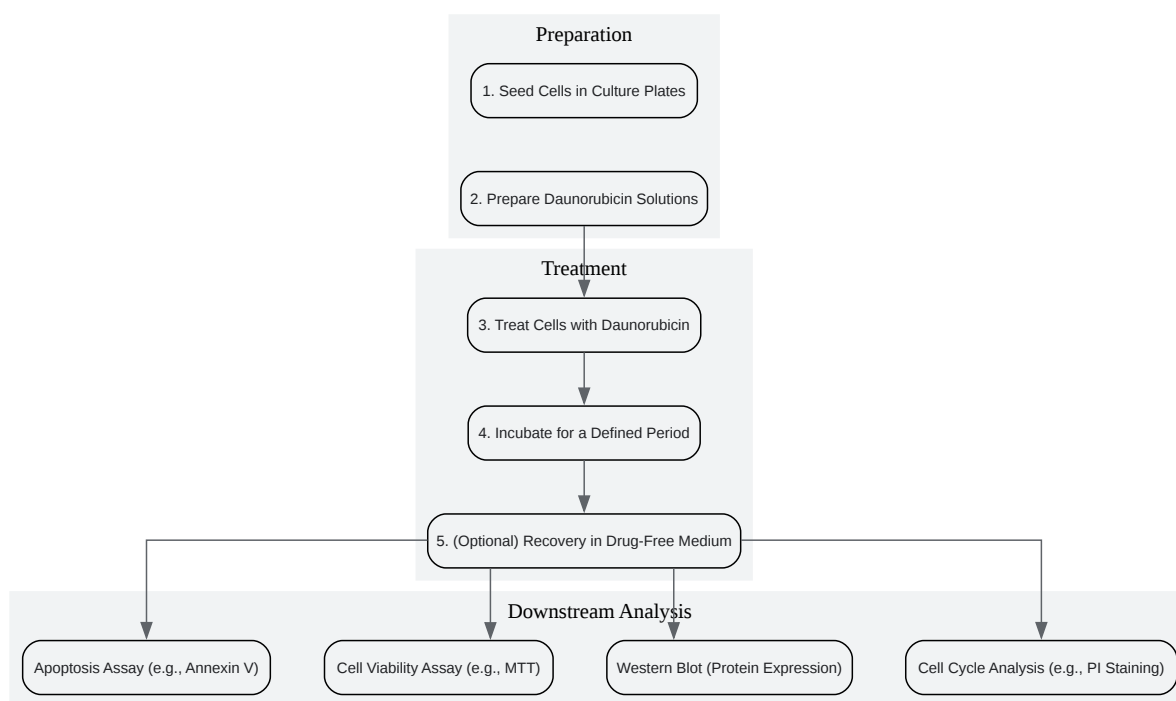 Preparation
1. Seed Cells in Culture Plates
2. Prepare Daunorubicin Solutions
Treatment
3. Treat Cells with Daunorubicin
4. Incubate for a Defined Period
5. (Optional) Recovery in Drug-Free Medium
Downstream Analysis
Apoptosis Assay (e.g., Annexin V)
Cell Viability Assay (e.g., MTT)
Western Blot (Protein Expression)
Cell Cycle Analysis (e.g., PI Staining)